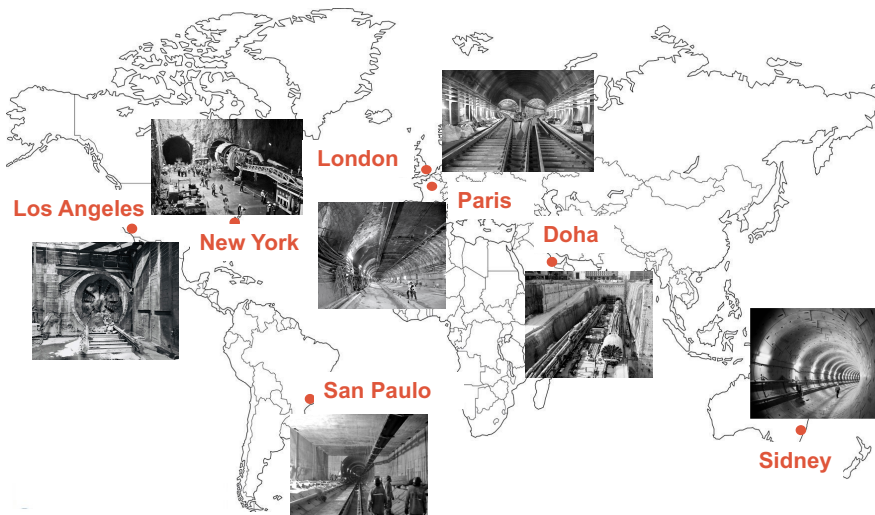 London
Los Angeles
New York
Paris
Doha
San Paulo
Sidney